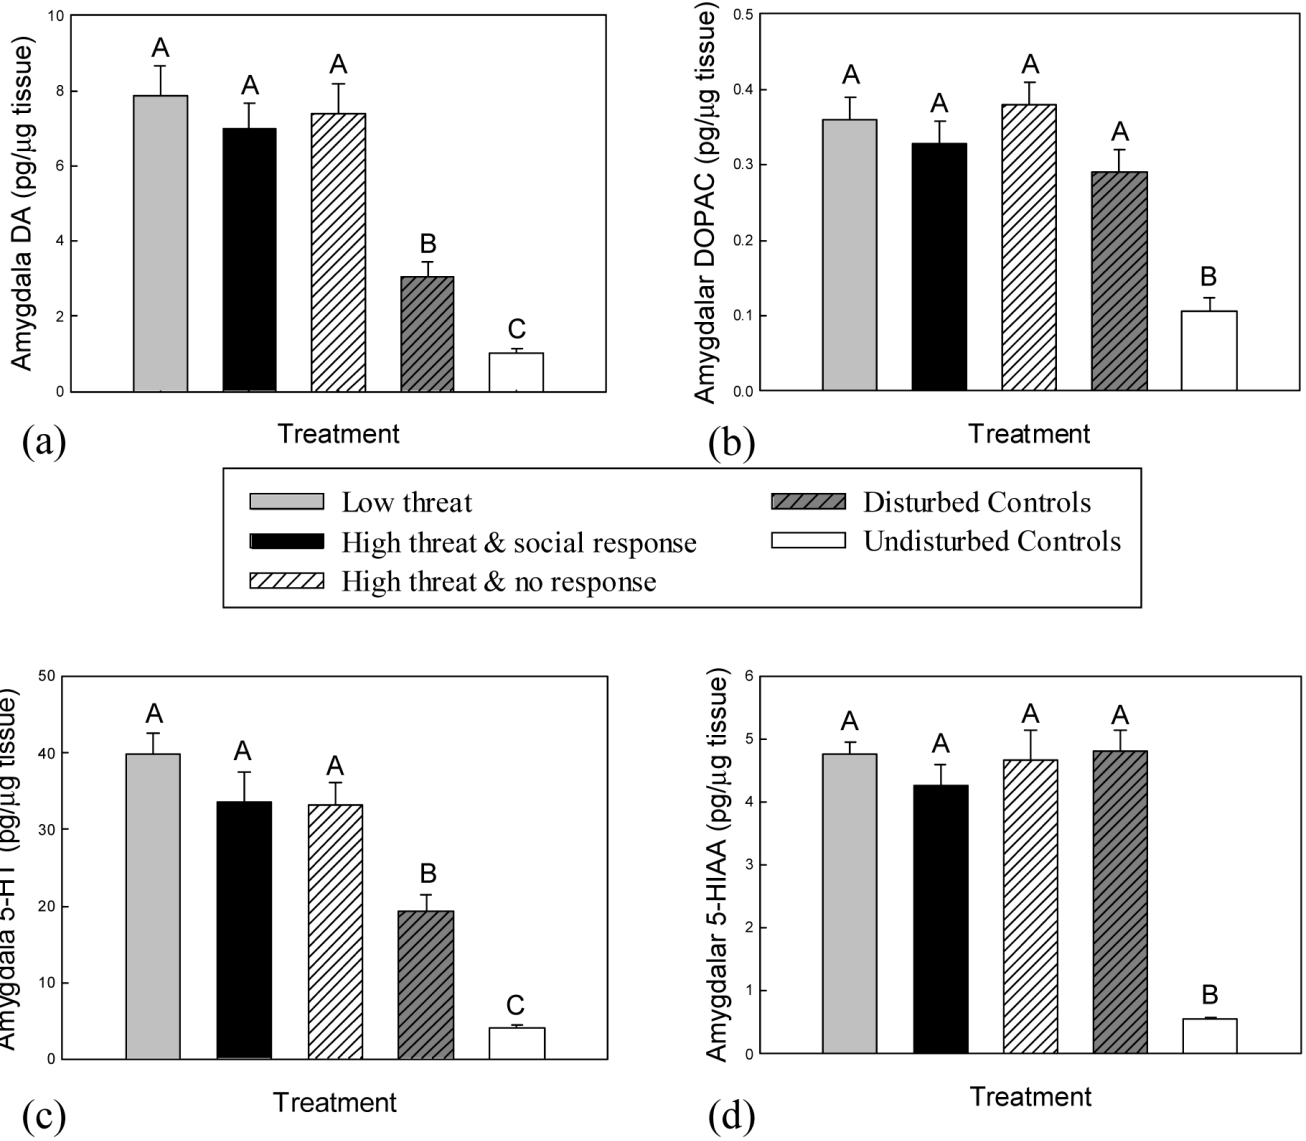 Amygdala DA (pg/µg tissue)
10
8
6
4
2
0
A
A
A
B
C
Treatment
(a)
Amygdalar DOPAC (pg/µg tissue)
0.5
0.4
0.3
0.2
0.1
0.0
A
A
A
A
B
Treatment
(b)
Low threat
High threat & social response
High threat & no response
Disturbed Controls
Undisturbed Controls
Amygdala 5-HT (pg/µg tissue)
50
40
30
20
10
0
A
A
A
B
C
Treatment
(c)
Amygdalar 5-HIAA (pg/µg tissue)
6
5
4
3
2
1
0
A
A
A
A
B
Treatment
(d)